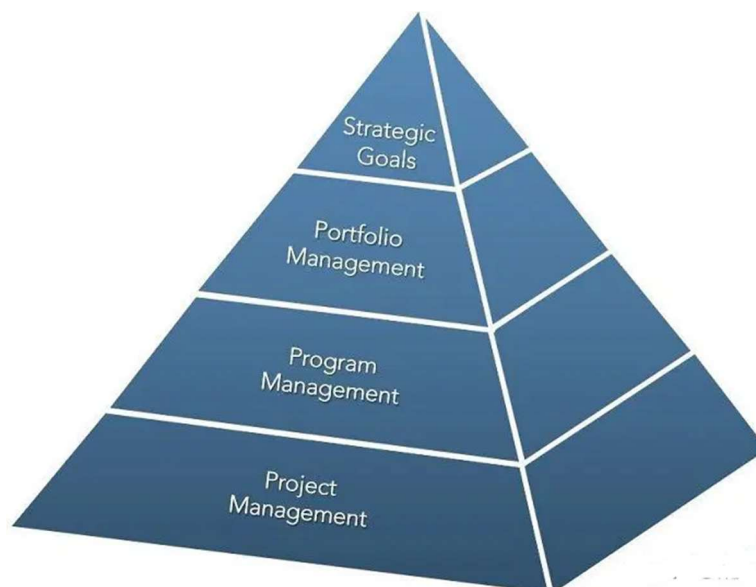 Strategic
Goals
Portfolio
Management
Program
Management
Project
Management